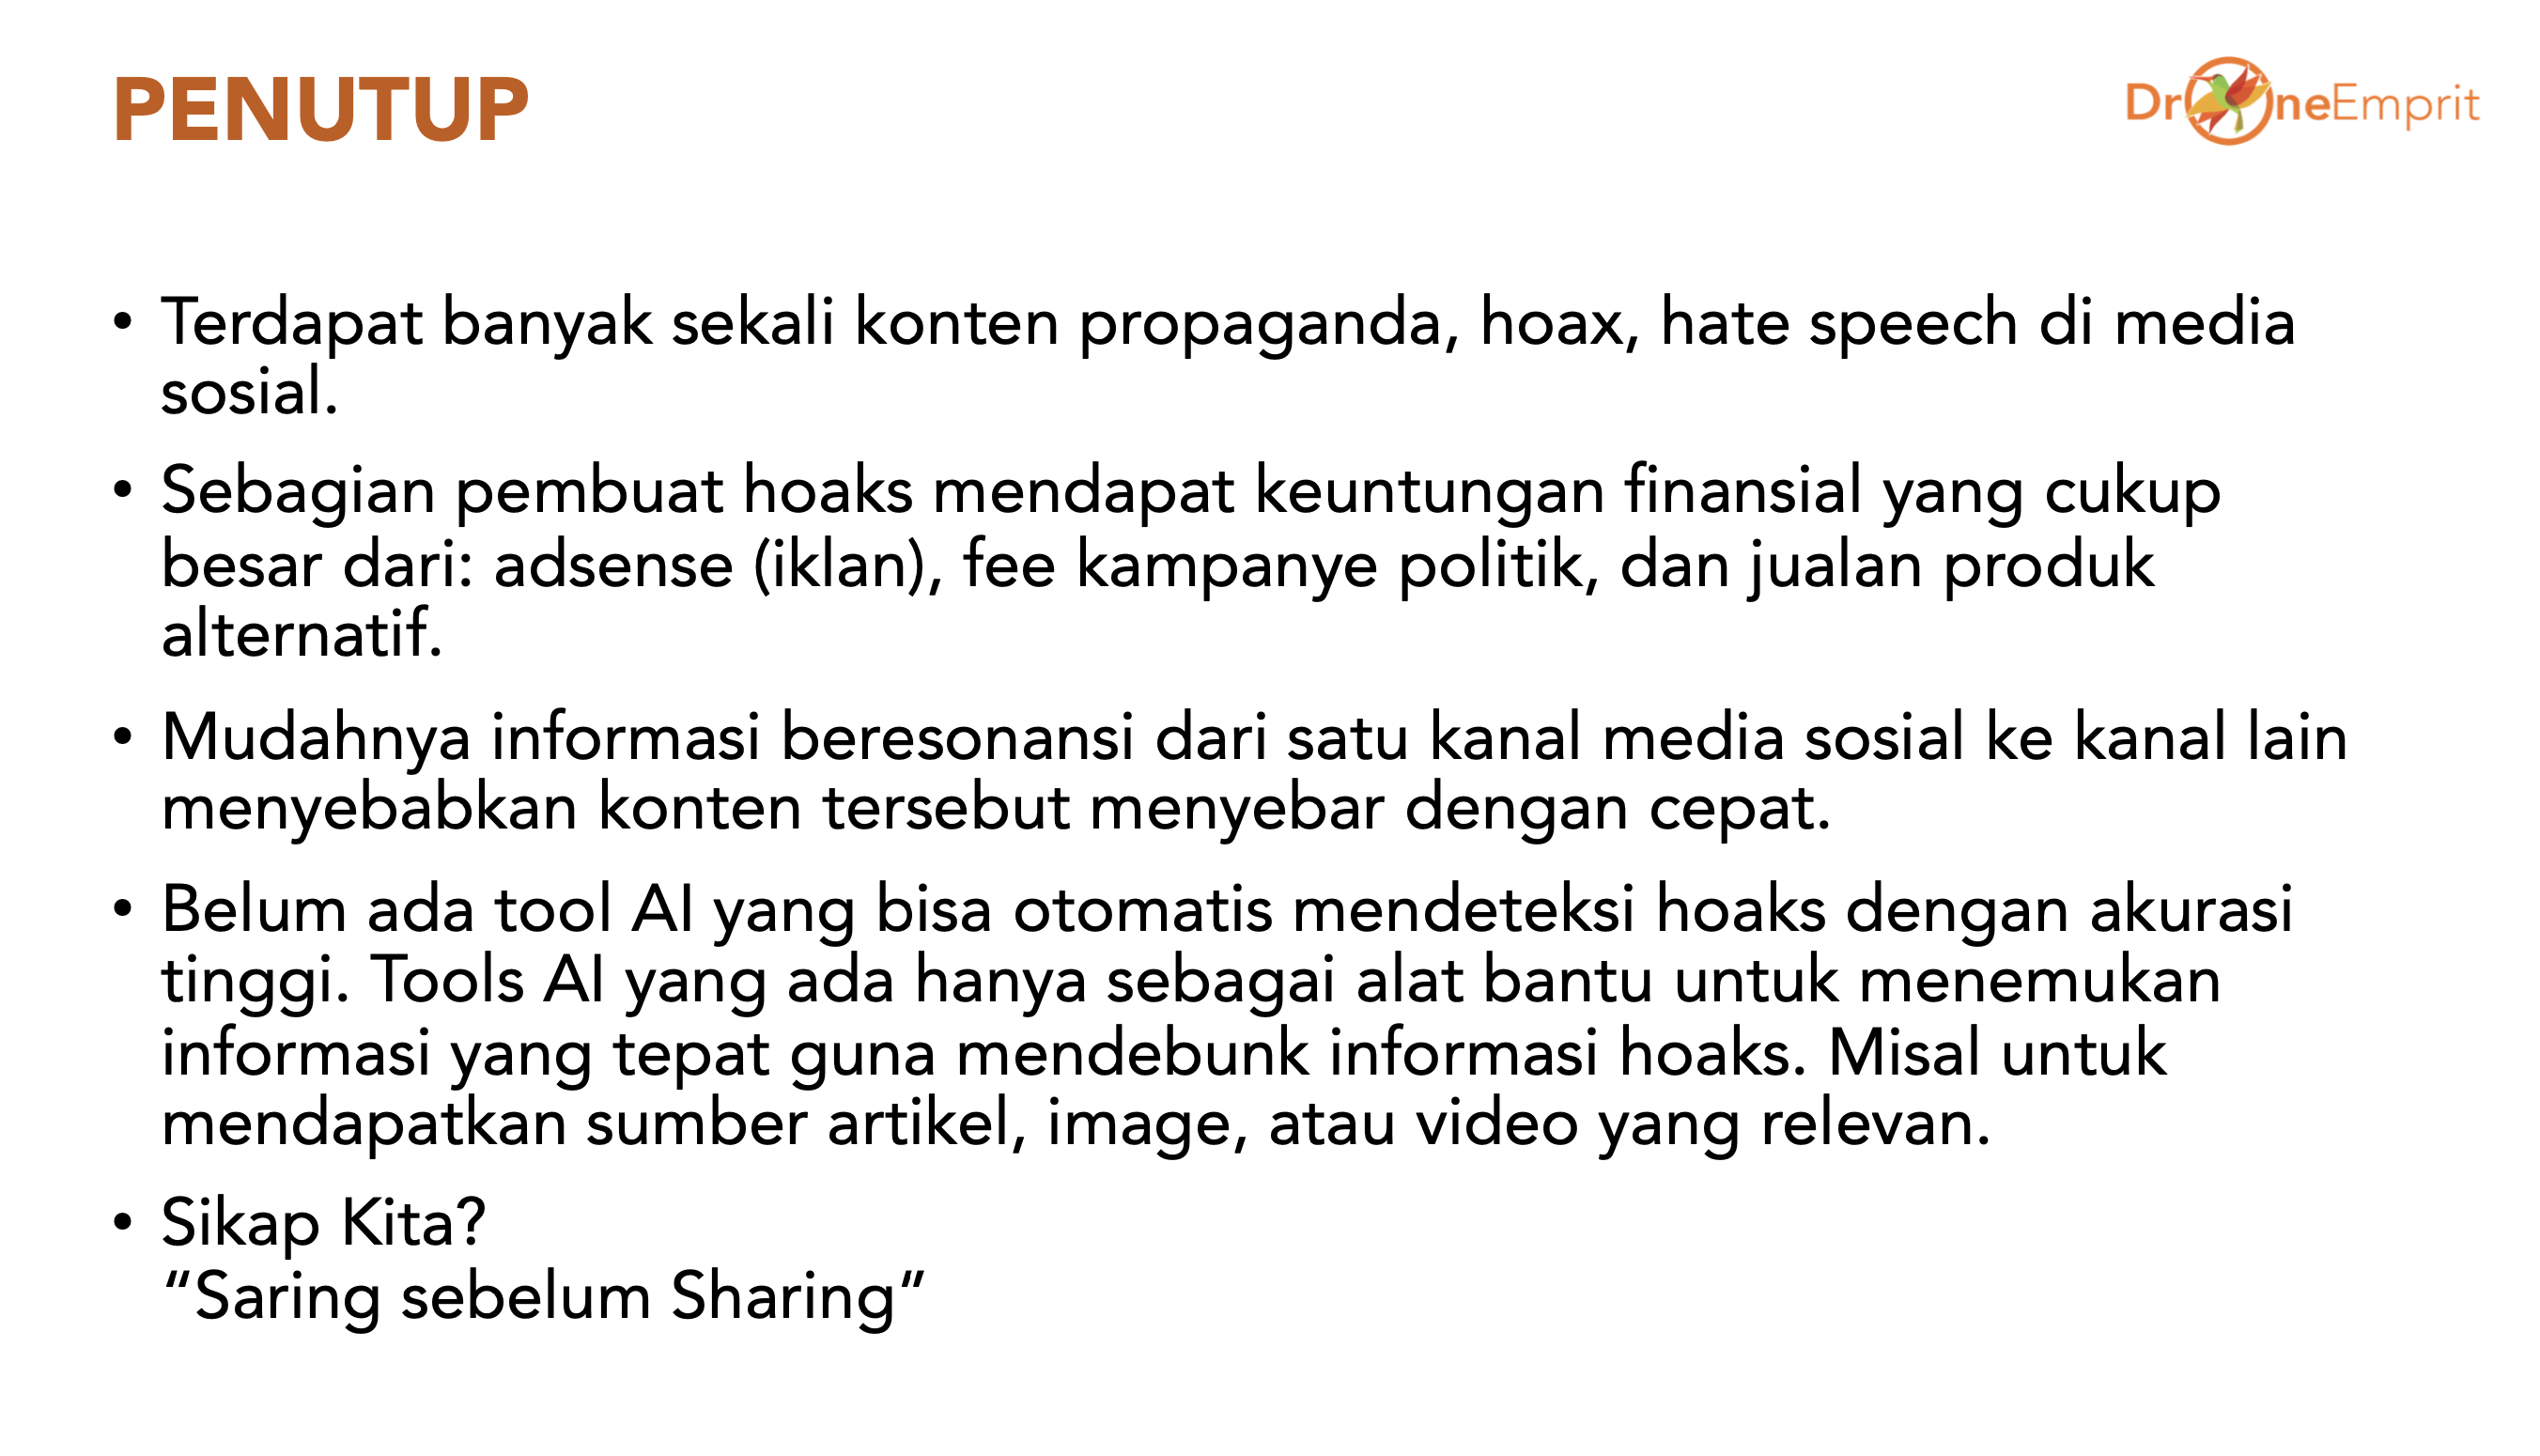 PENUTUP
DroneEmprit
• Terdapat banyak sekali konten propaganda, hoax, hate speech di media
sosial.
• Sebagian pembuat hoaks mendapat keuntungan finansial yang cukup
besar dari: adsense (iklan), fee kampanye politik, dan jualan produk
alternatif.
• Mudahnya informasi beresonansi dari satu kanal media sosial ke kanal lain
menyebabkan konten tersebut menyebar dengan cepat.
• Belum ada tool AI yang bisa otomatis mendeteksi hoaks dengan akurasi
tinggi. Tools AI yang ada hanya sebagai alat bantu untuk menemukan
informasi yang tepat guna mendebunk informasi hoaks. Misal untuk
mendapatkan sumber artikel, image, atau video yang relevan.
• Sikap Kita?
“Saring sebelum Sharing”